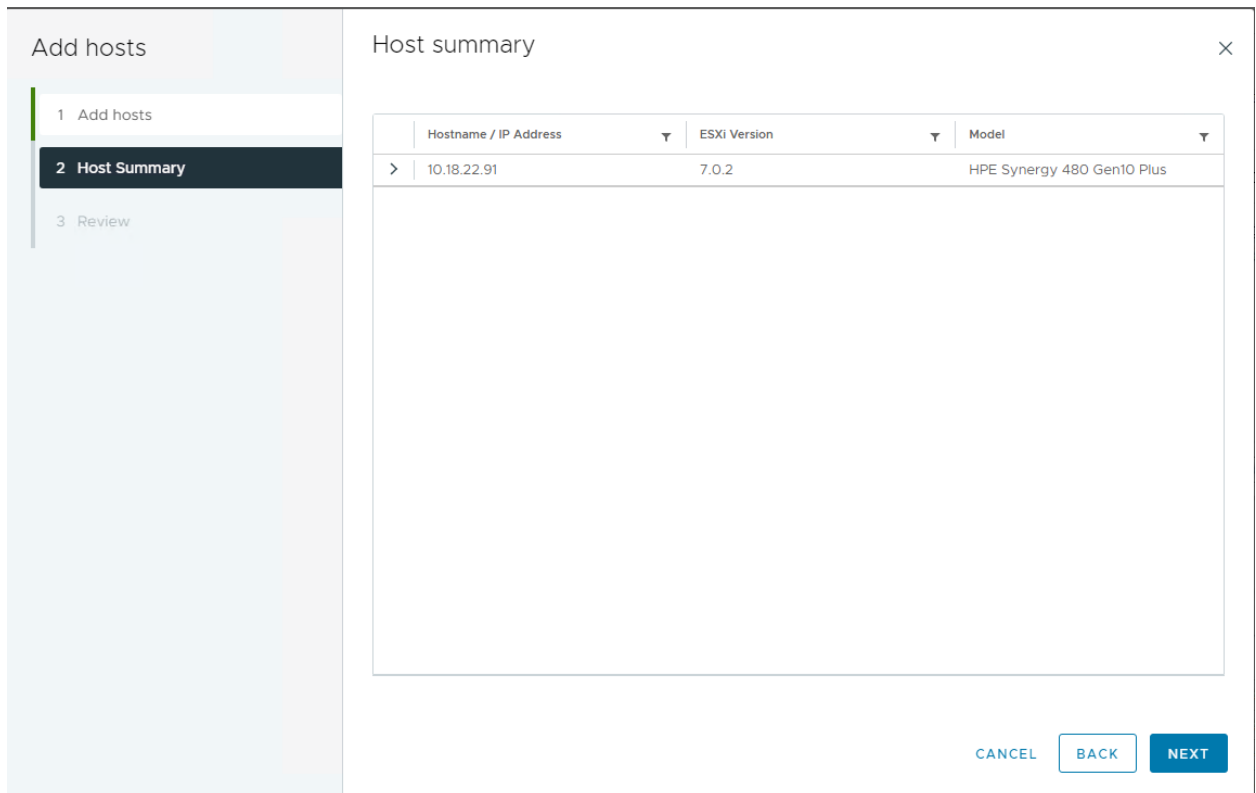 Add hosts
1 Add hosts
2 Host Summary
3 Review
Host summary
Hostname / IP Address ESXi Version Model
10.18.22.91 7.0.2 HPE Synergy 480 Gen10 Plus
CANCEL BACK NEXT